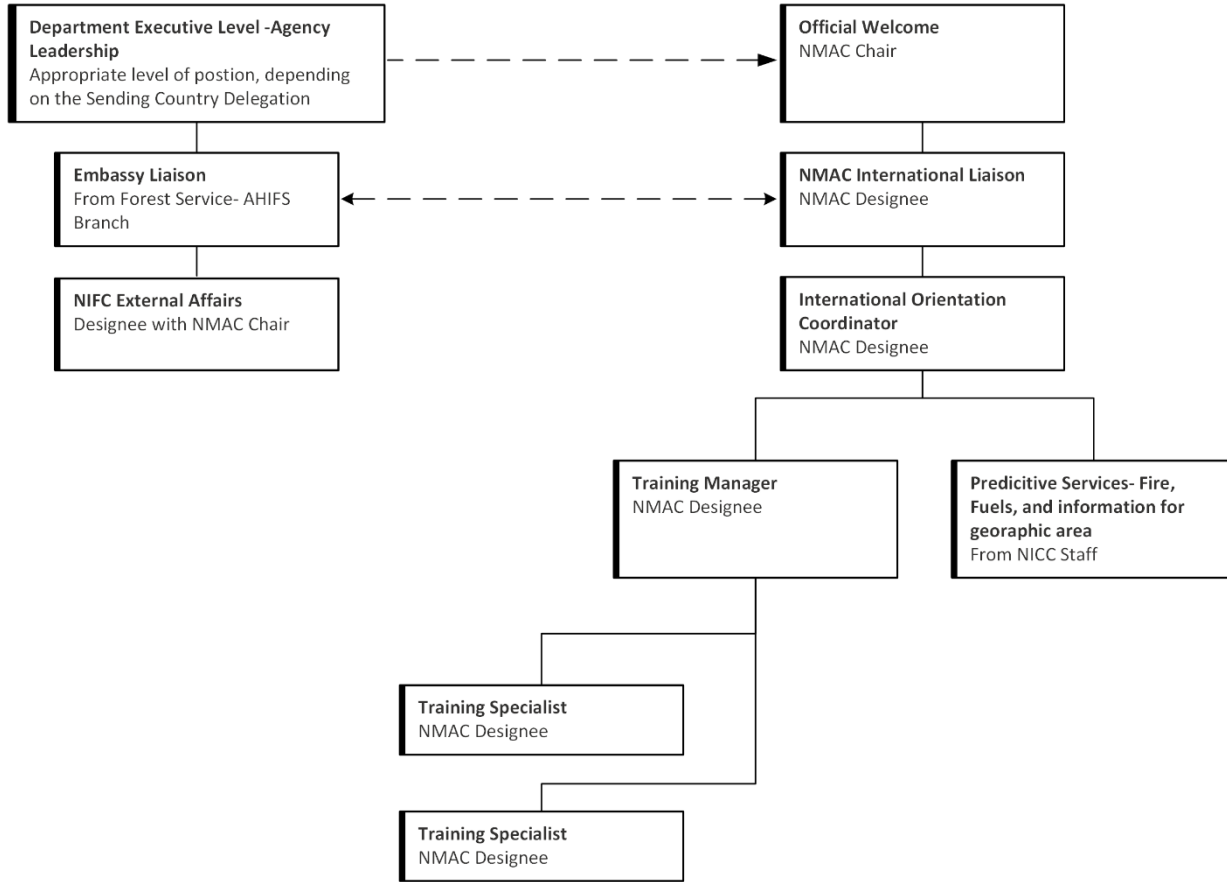 Department Executive Level -Agency
Leadership
Appropriate level of postion, depending
on the Sending Country Delegation
Official Welcome
NMAC Chair
Embassy Liaison
From Forest Service- AHIFS
Branch
NMAC International Liaison
NMAC Designee
NIFC External Affairs
Designee with NMAC Chair
International Orientation
Coordinator
NMAC Designee
Training Manager
NMAC Designee
Predicitive Services- Fire,
Fuels, and information for
georaphic area
From NICC Staff
Training Specialist
NMAC Designee
Training Specialist
NMAC Designee